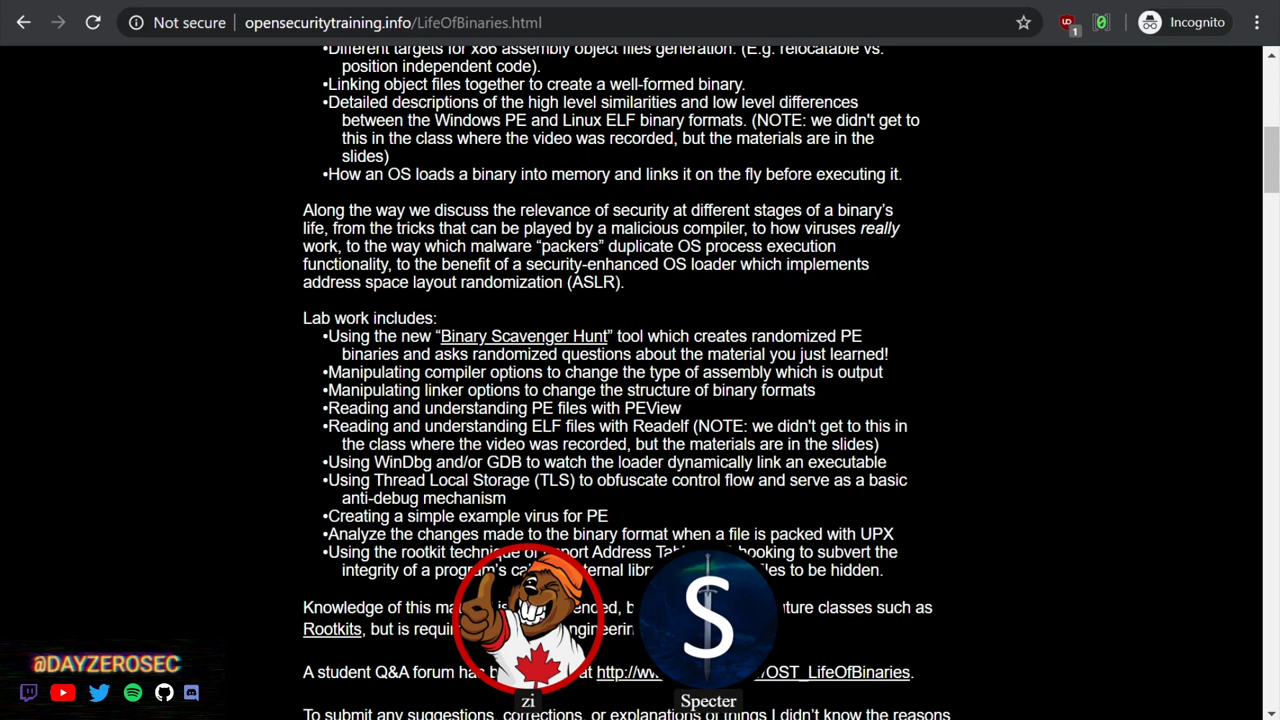 Not secure opensecuritytraining.info/LifeOfBinaries.html Incognito
1
•Different targets for x86 assembly object files generation. (E.g. relocatable vs.
position independent code).
•Linking object files together to create a well-formed binary.
•Detailed descriptions of the high level similarities and low level differences
between the Windows PE and Linux ELF binary formats. (NOTE: we didn't get to
this in the class where the video was recorded, but the materials are in the
slides)
•How an OS loads a binary into memory and links it on the fly before executing it.
Along the way we discuss the relevance of security at different stages of a binary’s
life, from the tricks that can be played by a malicious compiler, to how viruses really
work, to the way which malware “packers” duplicate OS process execution
functionality, to the benefit of a security-enhanced OS loader which implements
address space layout randomization (ASLR).
Lab work includes:
•Using the new “Binary Scavenger Hunt” tool which creates randomized PE
binaries and asks randomized questions about the material you just learned!
•Manipulating compiler options to change the type of assembly which is output
•Manipulating linker options to change the structure of binary formats
•Reading and understanding PE files with PEView
•Reading and understanding ELF files with Readelf (NOTE: we didn't get to this in
the class where the video was recorded, but the materials are in the slides)
•Using WinDbg and/or GDB to watch the loader dynamically link an executable
•Using Thread Local Storage (TLS) to obfuscate control flow and serve as a basic
anti-debug mechanism
•Creating a simple example virus for PE
•Analyze the changes made to the binary format when a file is packed with UPX
•Using the rootkit technique of Address hooking to subvert the
integrity of a program’s to be hidden.
Knowledge of this classes such as
Rootkits, but is
A student Q&A forum has at
To submit any suggestions, corrections, or explanations of things I didn’t know the reasons
S
@DAYZEROSEC
zi
Specter